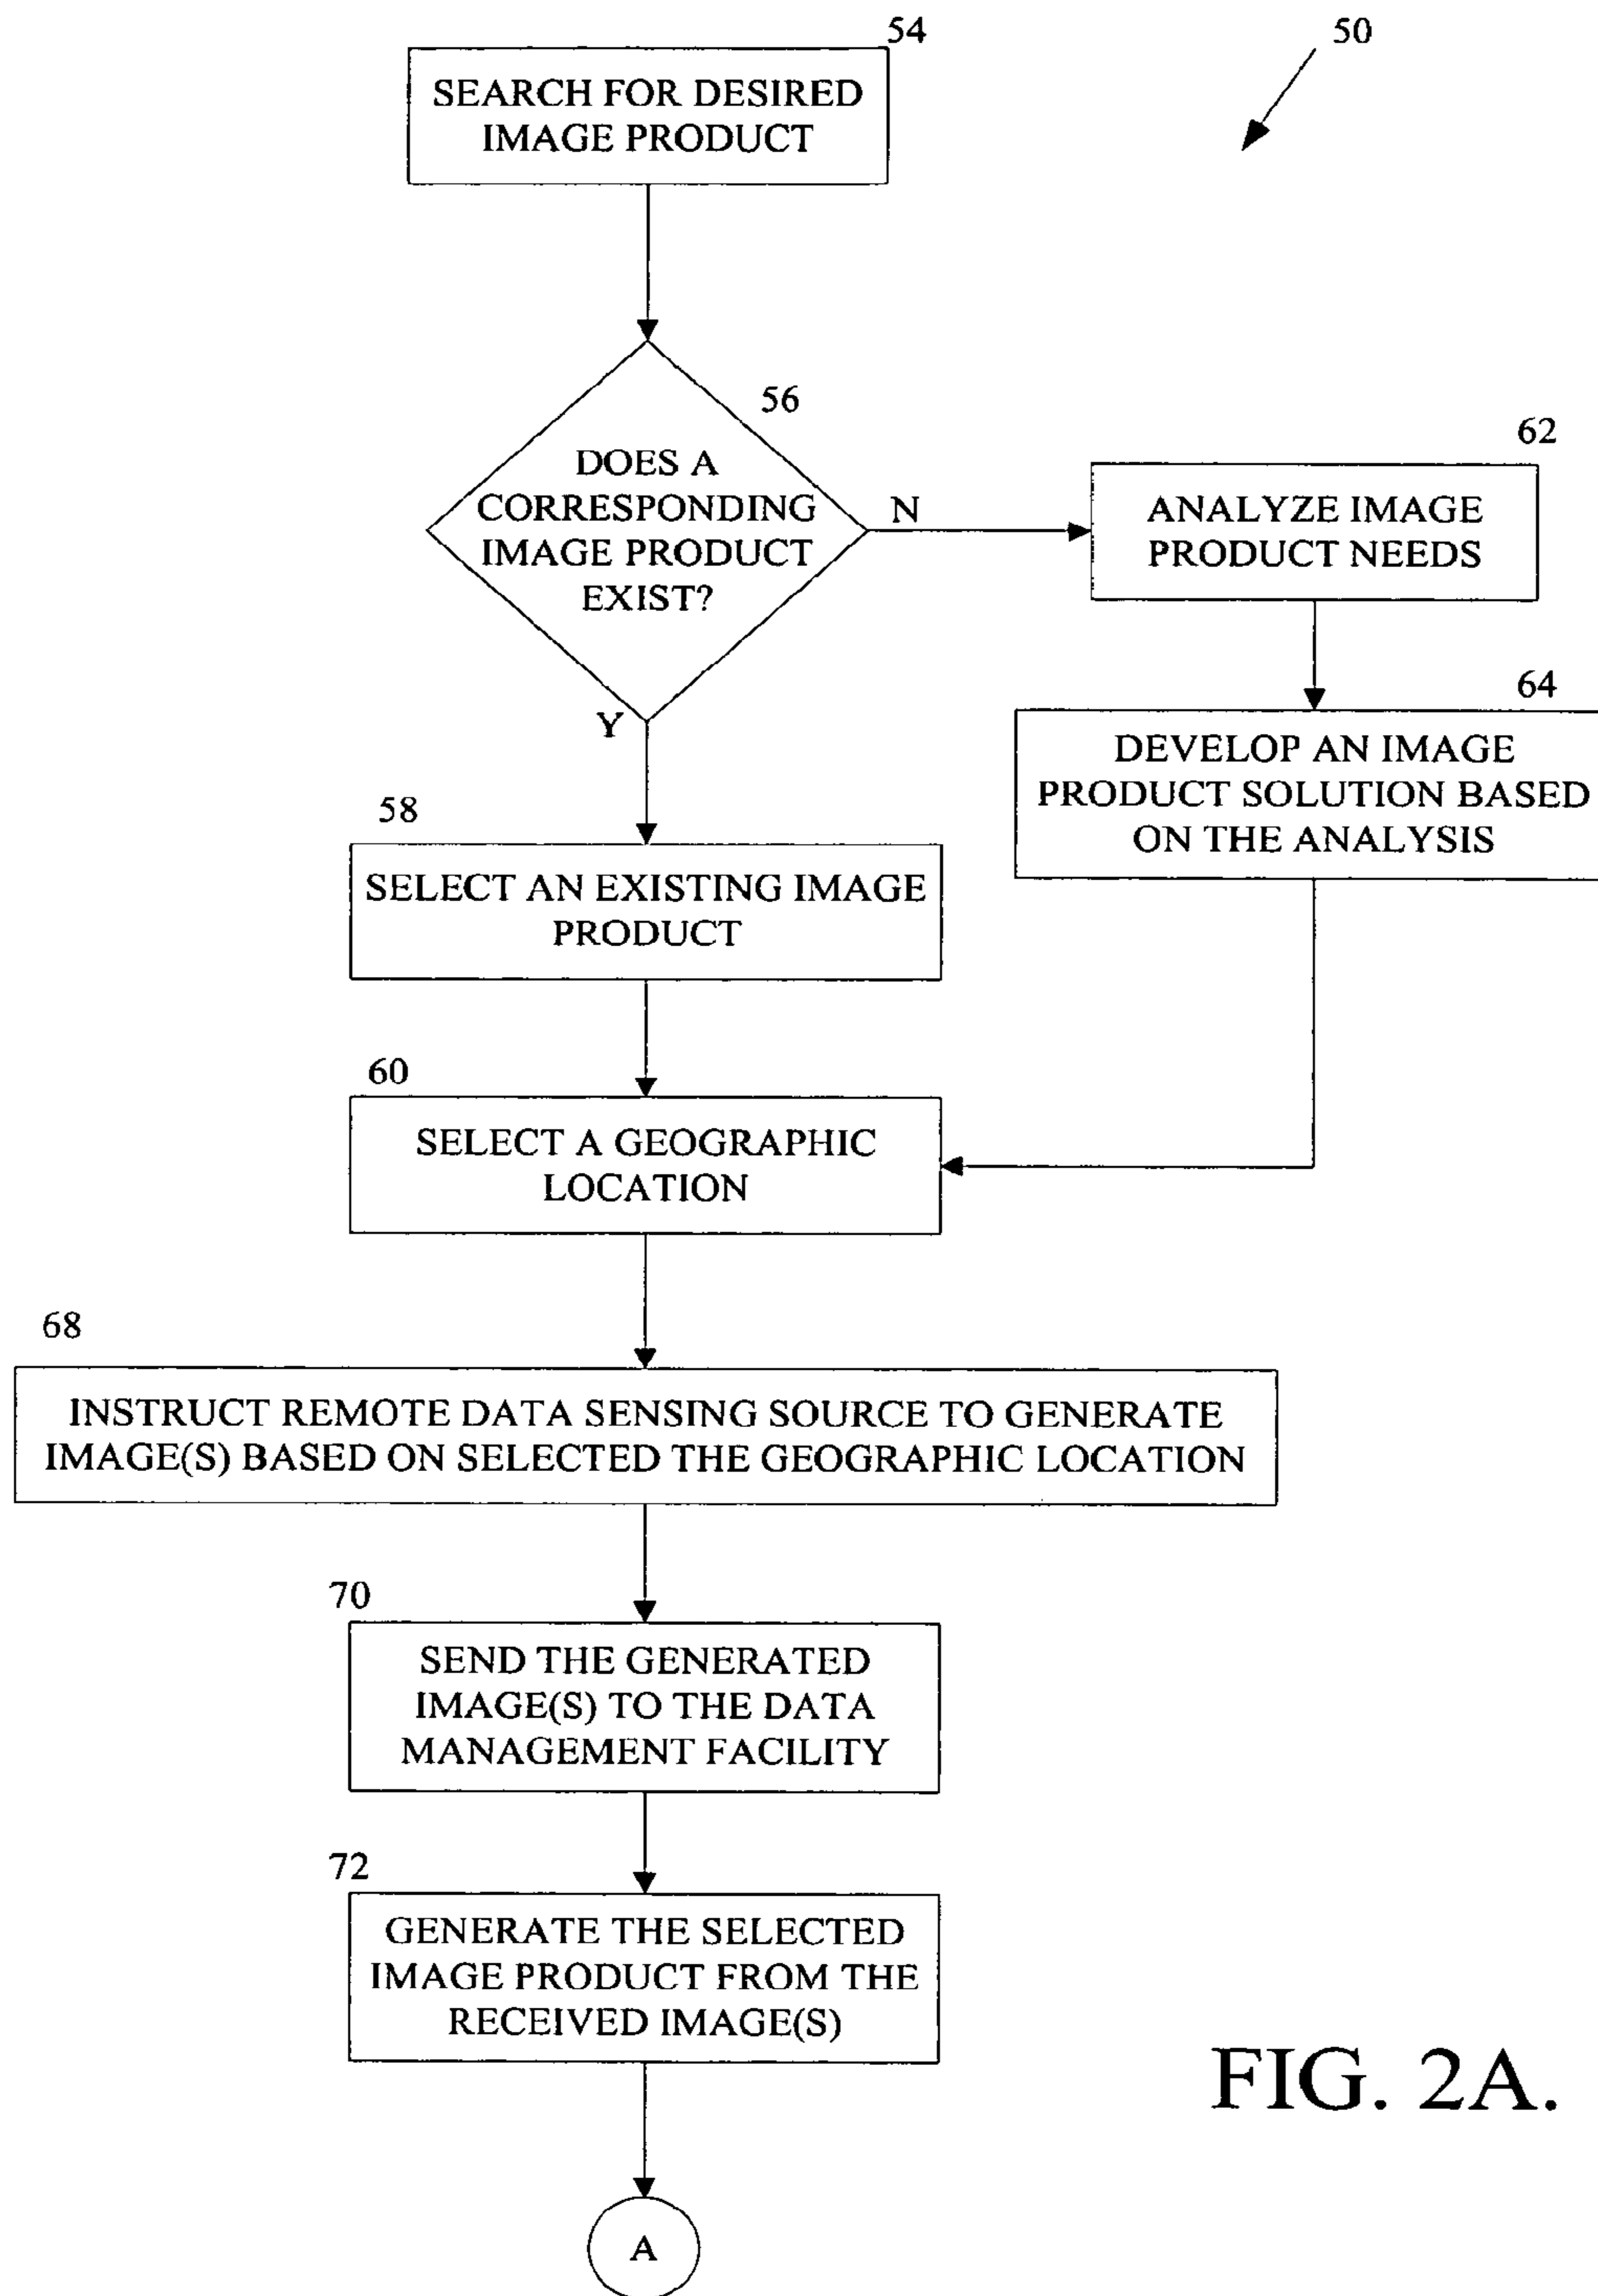 54
50
SEARCH FOR DESIRED
IMAGE PRODUCT
56
DOES A
CORRESPONDING
IMAGE PRODUCT
EXIST?
N
Y
62
ANALYZE IMAGE
PRODUCT NEEDS
64
DEVELOP AN IMAGE
PRODUCT SOLUTION BASED
ON THE ANALYSIS
58
SELECT AN EXISTING IMAGE
PRODUCT
60
SELECT A GEOGRAPHIC
LOCATION
68
INSTRUCT REMOTE DATA SENSING SOURCE TO GENERATE
IMAGE(S) BASED ON SELECTED THE GEOGRAPHIC LOCATION
70
SEND THE GENERATED
IMAGE(S) TO THE DATA
MANAGEMENT FACILITY
72
GENERATE THE SELECTED
IMAGE PRODUCT FROM THE
RECEIVED IMAGE(S)
FIG. 2A.
A